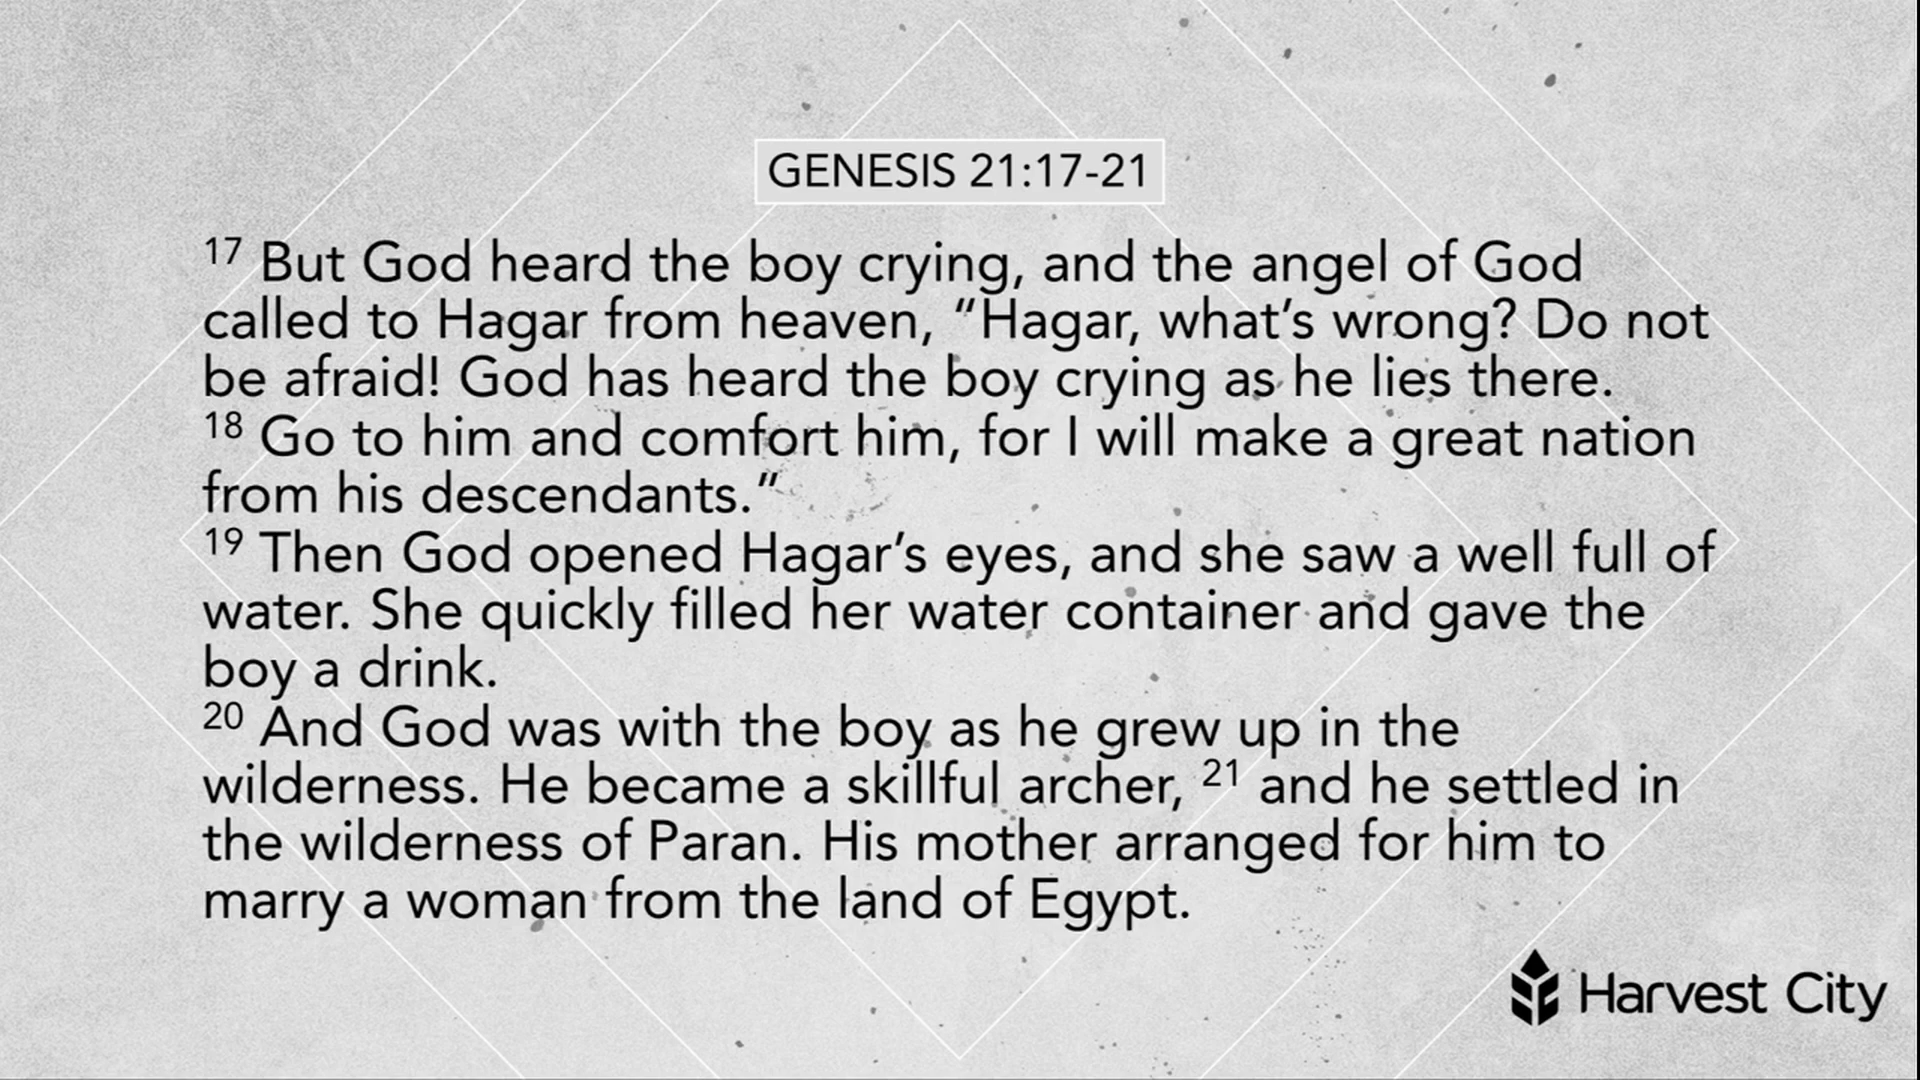 GENESIS 21:17-21
17 But God heard the boy crying, and the angel of God
called to Hagar from heaven, “Hagar, what’s wrong? Do not
be afraid! God has heard the boy crying as he lies there.
18 Go to him and comfort him, for I will make a great nation
from his descendants.”
19 Then God opened Hagar’s eyes, and she saw a well full of
water. She quickly filled her water container and gave the
boy a drink.
20 And God was with the boy as he grew up in the
wilderness. He became a skillful archer, 21 and he settled in
the wilderness of Paran. His mother arranged for him to
marry a woman from the land of Egypt.
Harvest City